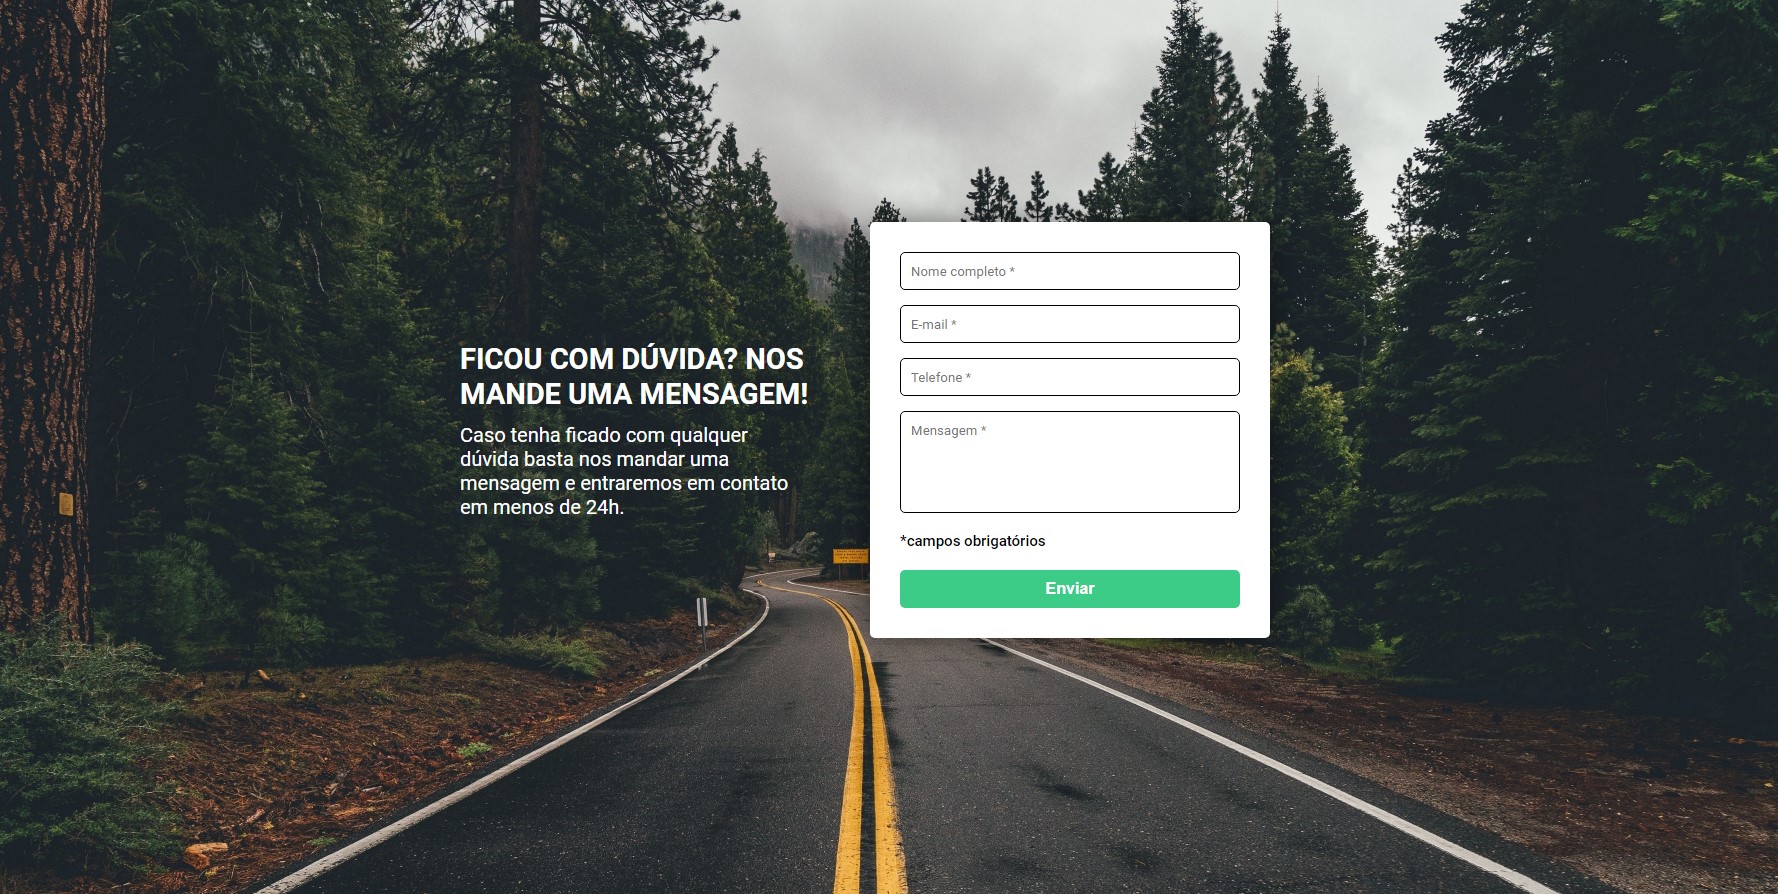 FICOU COM DÚVIDA? NOS
MANDE UMA MENSAGEM!
Caso tenha ficado com qualquer
dúvida basta nos mandar uma
mensagem e entraremos em contato
em menos de 24h.
Nome completo *
E-mail *
Telefone *
Mensagem *
*campos obrigatórios
Enviar